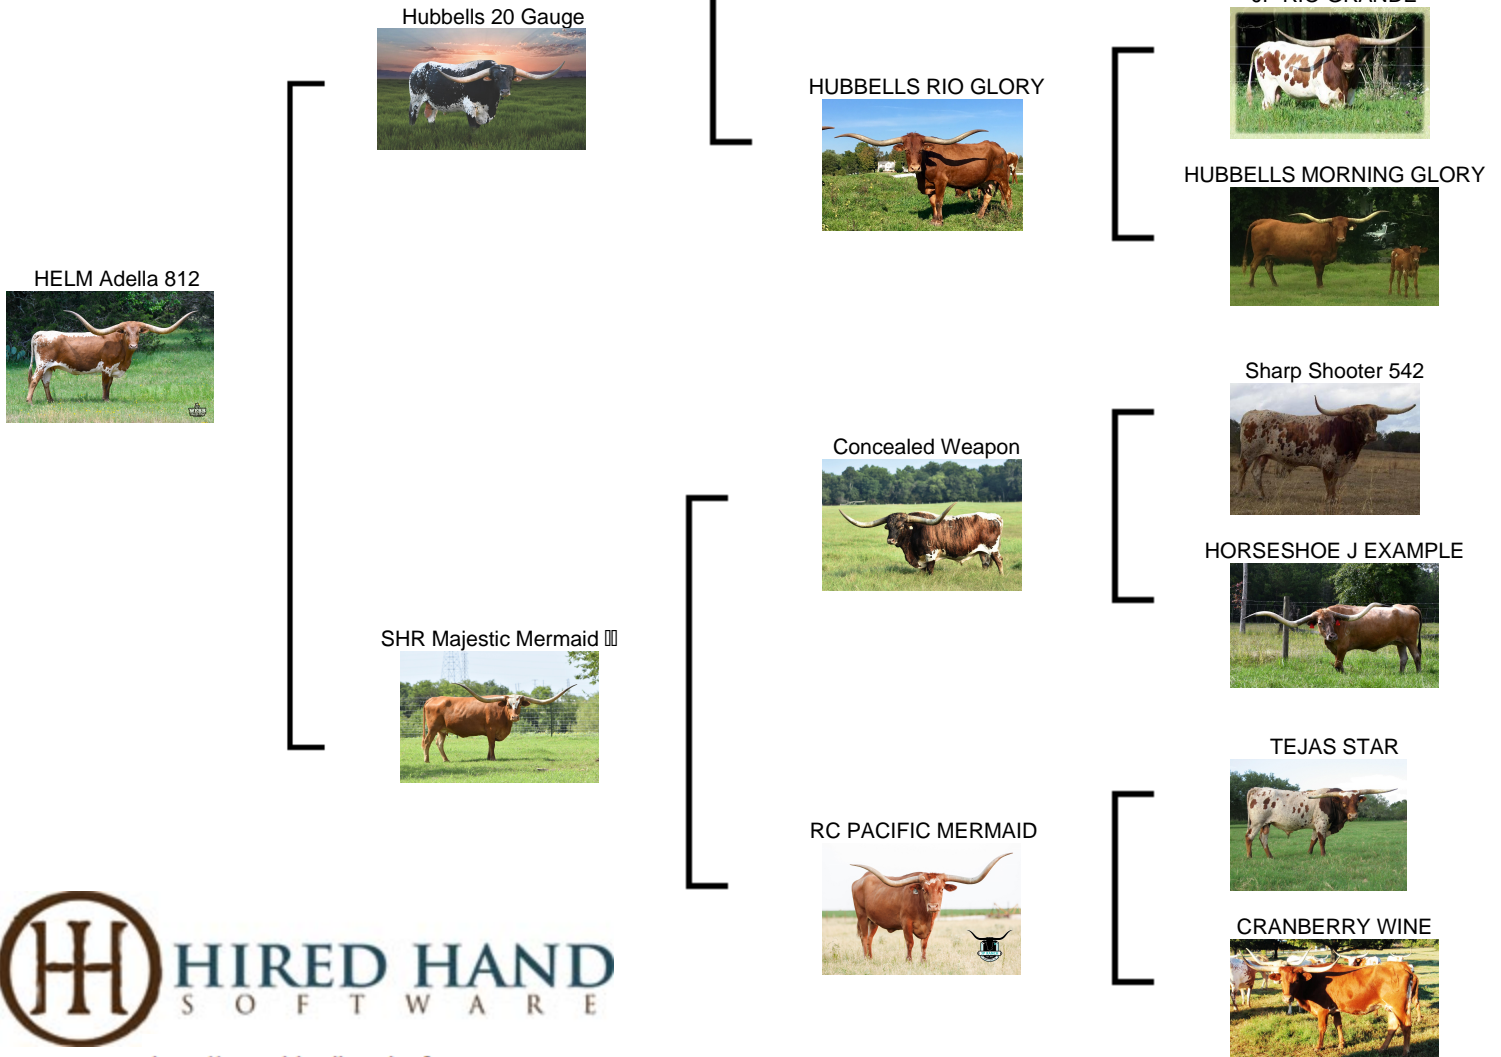 Hubbells 20 Gauge
HUBBELLS RIO GLORY
HUBBELLS MORNING GLORY
HELM Adella 812
Sharp Shooter 542
Concealed Weapon
HORSESHOE J EXAMPLE
SHR Majestic Mermaid
TEJAS STAR
RC PACIFIC MERMAID
CRANBERRY WINE
HIRED HAND
SOFTWARE